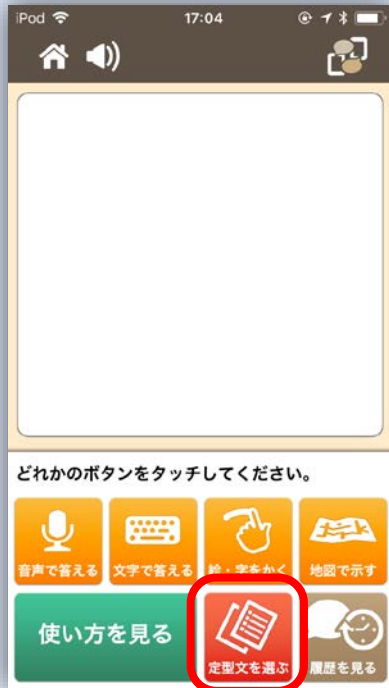 iPod 17:04
どれかのボタンをタッチしてください。
音声で答える 文字で答える 絵・字をかく 地図で示す
使い方を見る 定型文を選ぶ 履歴を見る